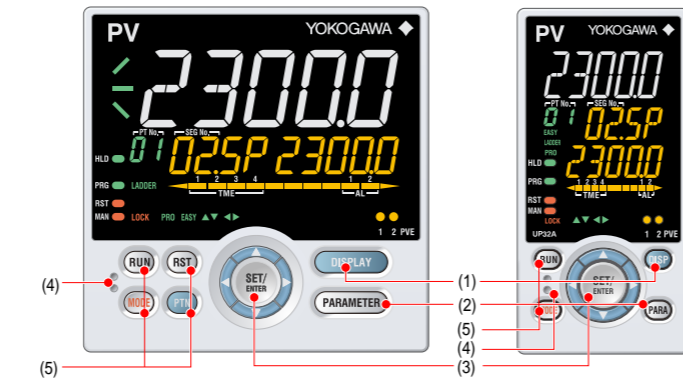 PV YOKOGAWA
2300.0
PT No. SEG No.
01 02.SP 2300.0
HLD
1 2 3 4 1 2
PRG LADDER TME AL
RST
MAN LOCK PRO EASY 1 2 PVE
RUN RST DISPLAY
SET/
ENTER
MODE PTN PARAMETER
(4)
(5)
PV YOKOGAWA
2300.0
PT No. SEG No.
01 02.SP
EASY
LADDER
PRO
HLD 2300.0
PRG 1 2 3 4 1 2
TME AL
RST
MAN
LOCK
UP32A 1 2 PVE
RUN DISP
SET/
ENTER
MODE PARA
(1)
(2)
(5)
(4)
(3)